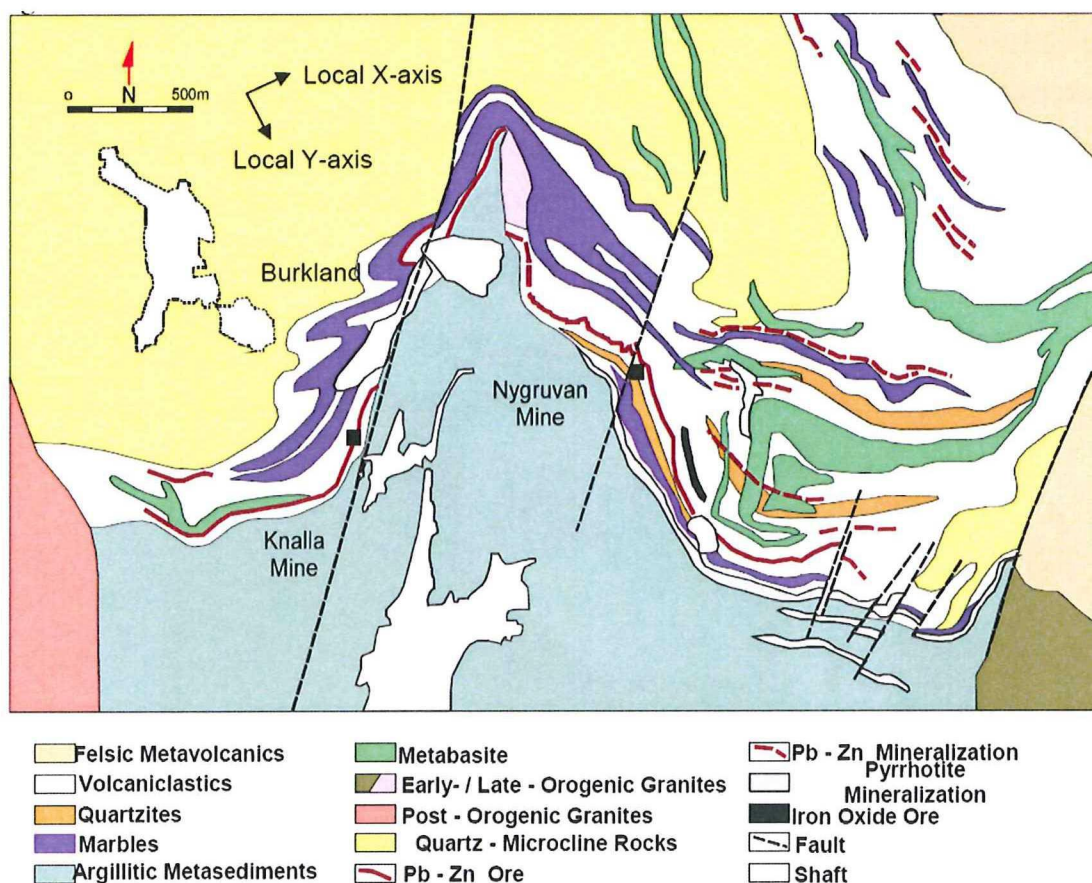 Local X-axis
o N 500m
Local Y-axis
Burkland
Nygruvan
Mine
Knalla
Mine
Felsic Metavolcanics
Volcaniclastics
Quartzites
Marbles
Argillitic Metasediments
Metabasite
Early- / Late - Orogenic Granites
Post - Orogenic Granites
Quartz - Microcline Rocks
Pb - Zn Ore
Pb - Zn Mineralization
Pyrrhotite
Mineralization
Iron Oxide Ore
Fault
Shaft